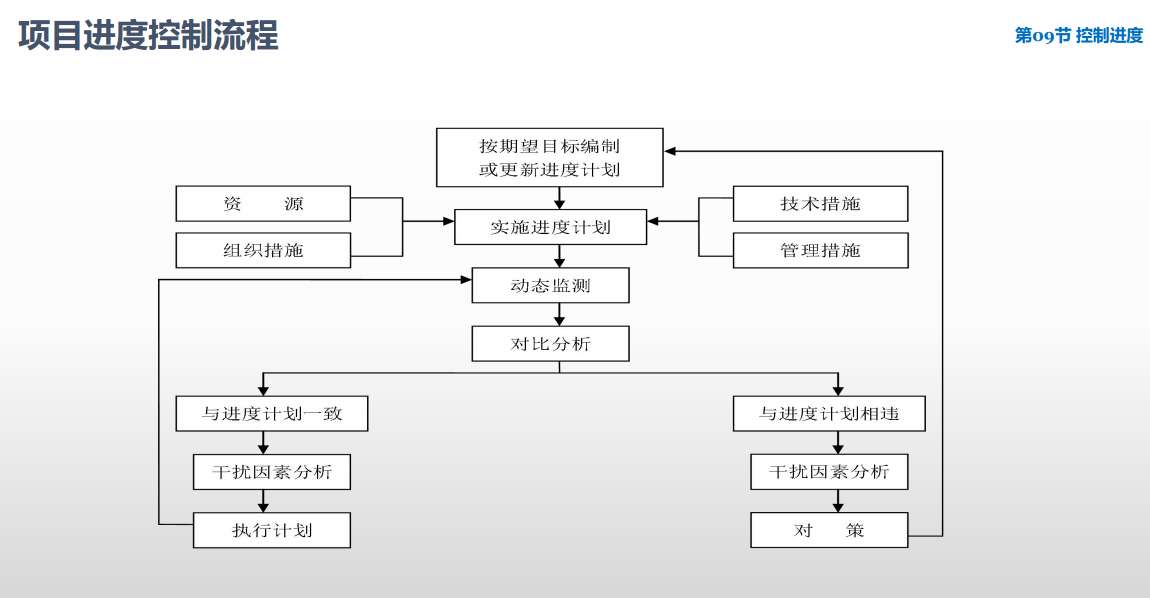 项目进度控制流程
第09节 控制进度
按期望目标编制
或更新进度计划
资 源
技术措施
实施进度计划
组织措施
管理措施
动态监测
对比分析
与进度计划一致
与进度计划相违
干扰因素分析
干扰因素分析
执行计划
对 策